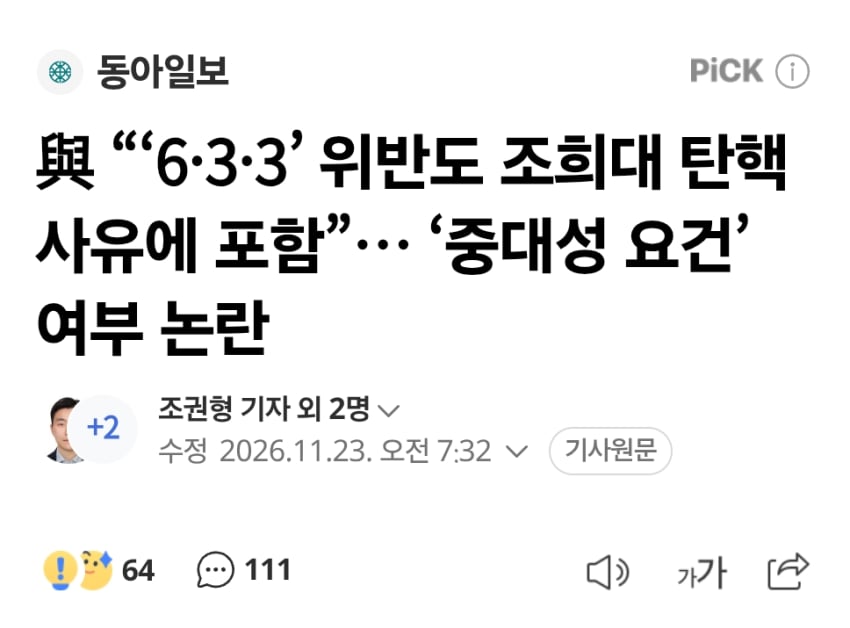 동아일보
PiCK
與 “‘6·3·3’ 위반도 조희대 탄핵
사유에 포함”… ‘중대성 요건’
여부 논란
+2
조권형 기자 외 2명
수정 2026.11.23. 오전 7:32
기사원문
64
111
가가